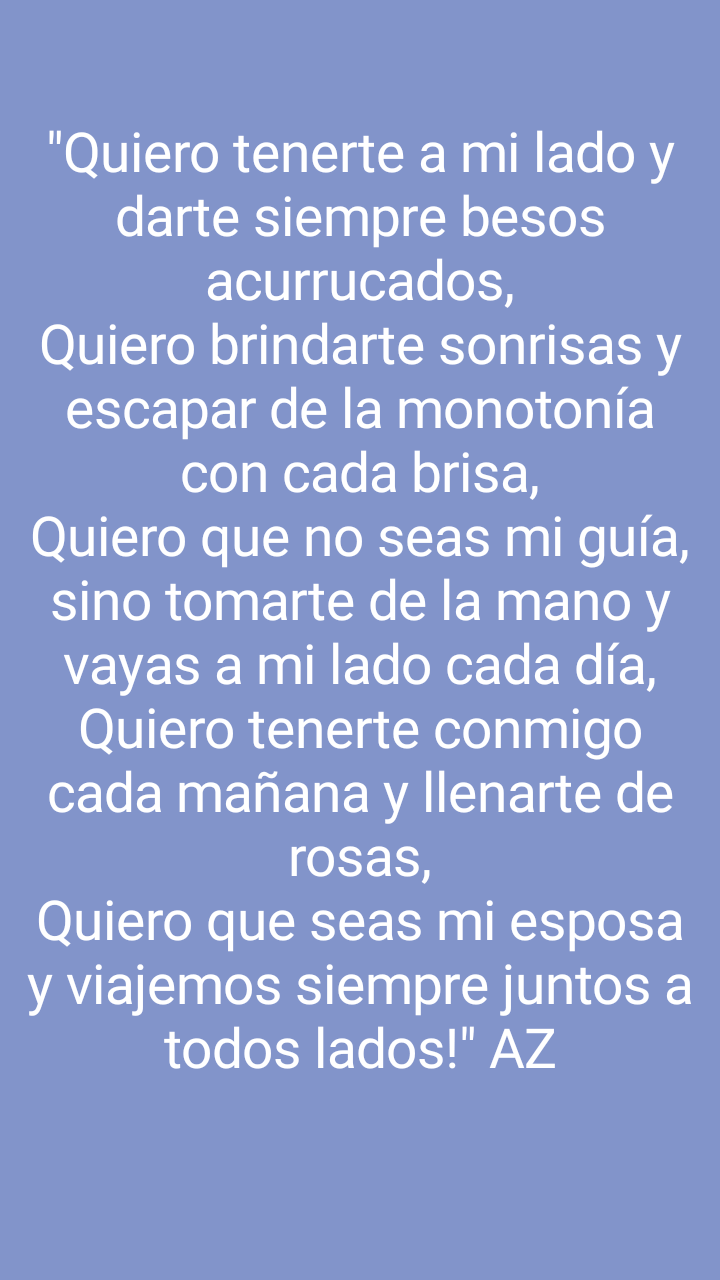 "Quiero tenerte a mi lado y
darte siempre besos
acurrucados,
Quiero brindarte sonrisas y
escapar de la monotonía
con cada brisa,
Quiero que no seas mi guía,
sino tomarte de la mano y
vayas a mi lado cada día,
Quiero tenerte conmigo
cada mañana y llenarte de
rosas,
Quiero que seas mi esposa
y viajemos siempre juntos a
todos lados!" AZ